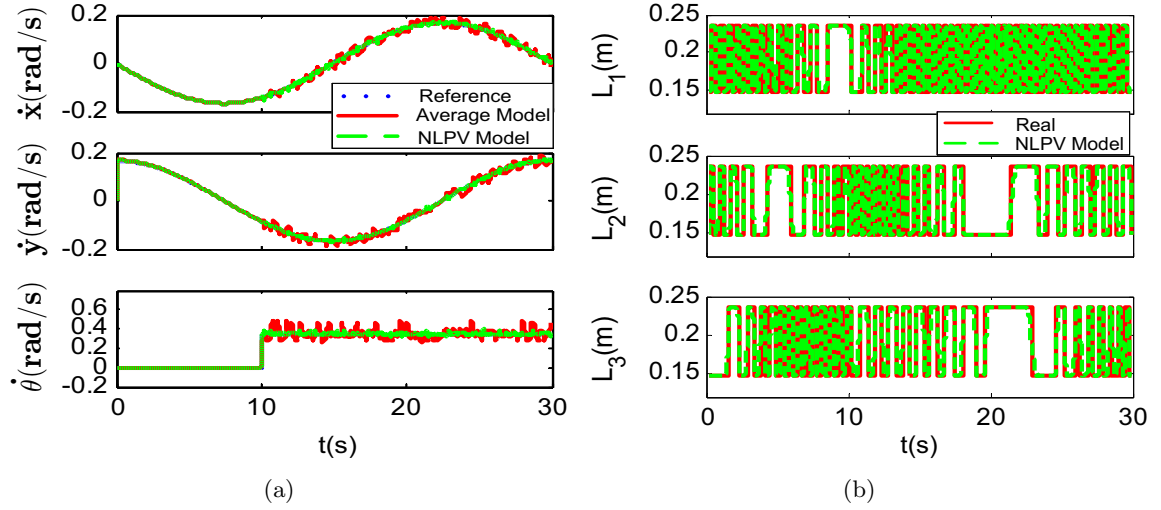 ẋ(rad/s)
0.2
0
-0.2
Reference
Average Model
NLPV Model
ẏ(rad/s)
0.2
0
-0.2
θ̇(rad/s)
0.6
0.4
0.2
0
-0.2
0 10 20 30
t(s)
(a)
L1(m)
0.25
0.2
0.15
Real
NLPV Model
L2(m)
0.25
0.2
0.15
L3(m)
0.25
0.2
0.15
0 10 20 30
t(s)
(b)